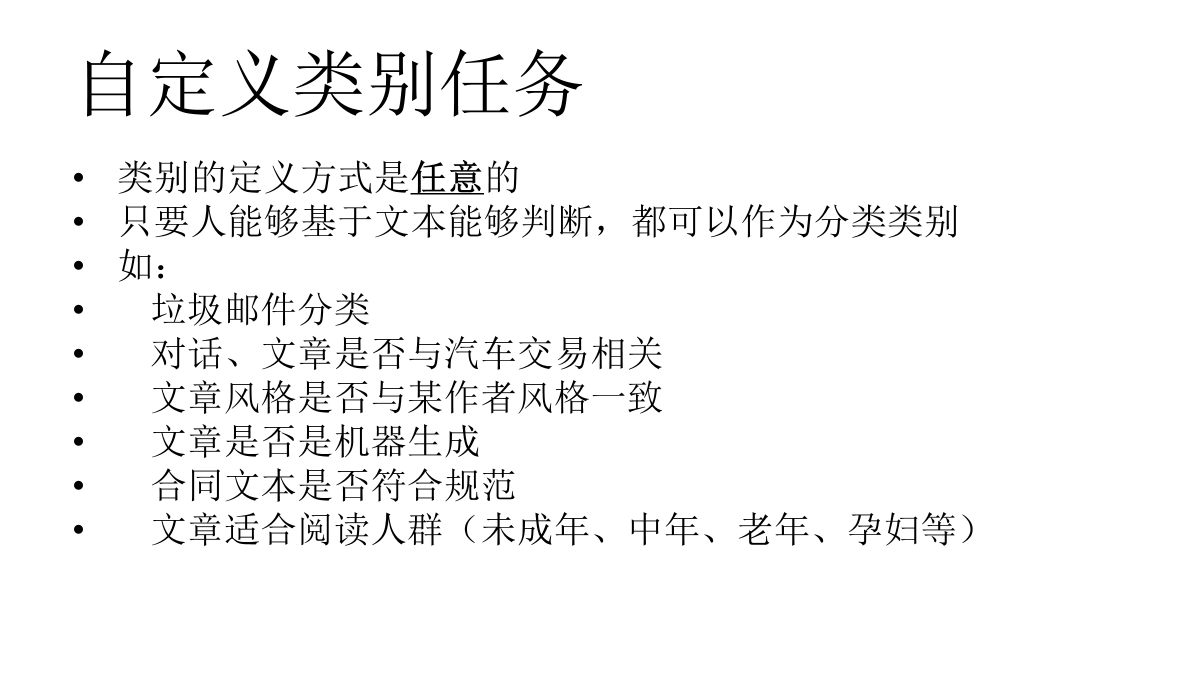 自定义类别任务
• 类别的定义方式是任意的
• 只要人能够基于文本能够判断，都可以作为分类类别
• 如：
• 垃圾邮件分类
• 对话、文章是否与汽车交易相关
• 文章风格是否与某作者风格一致
• 文章是否是机器生成
• 合同文本是否符合规范
• 文章适合阅读人群（未成年、中年、老年、孕妇等）